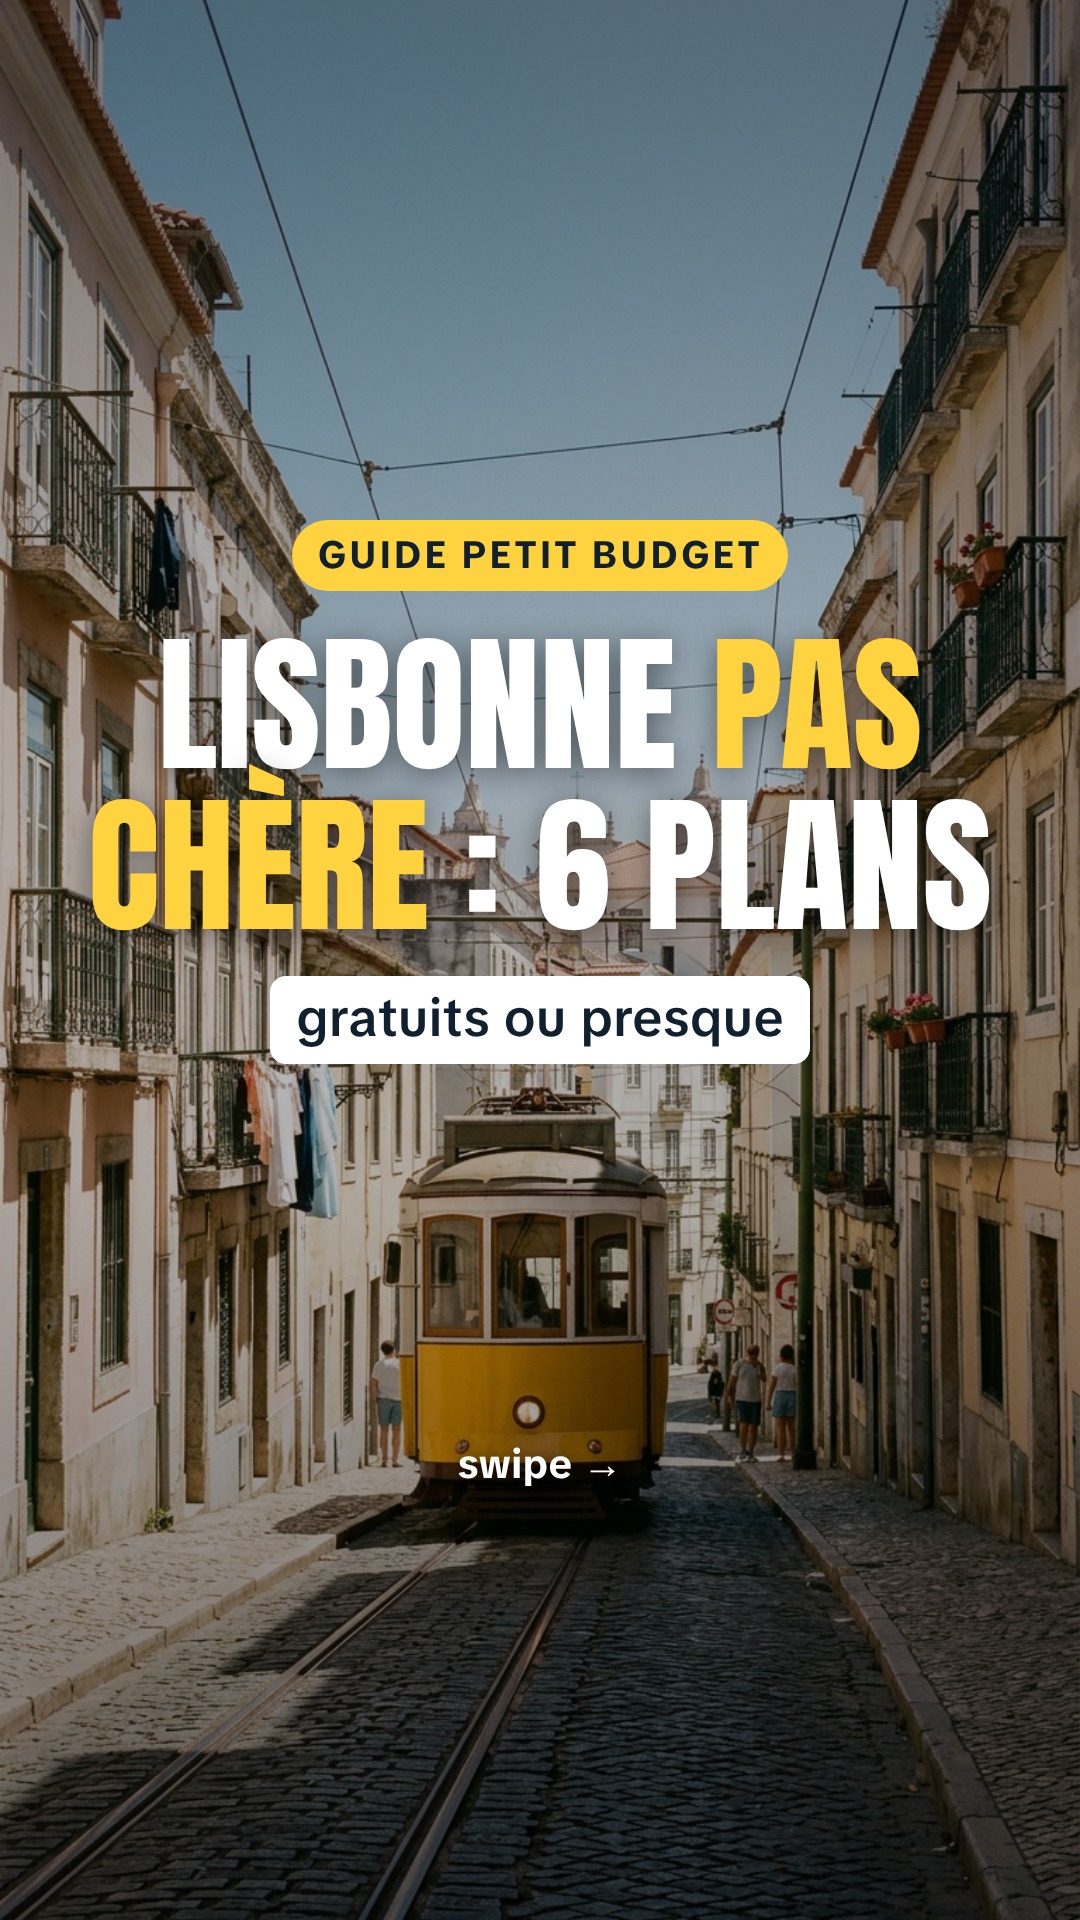 GUIDE PETIT BUDGET
LISBONNE PAS
CHÈRE : 6 PLANS
gratuits ou presque
swipe →